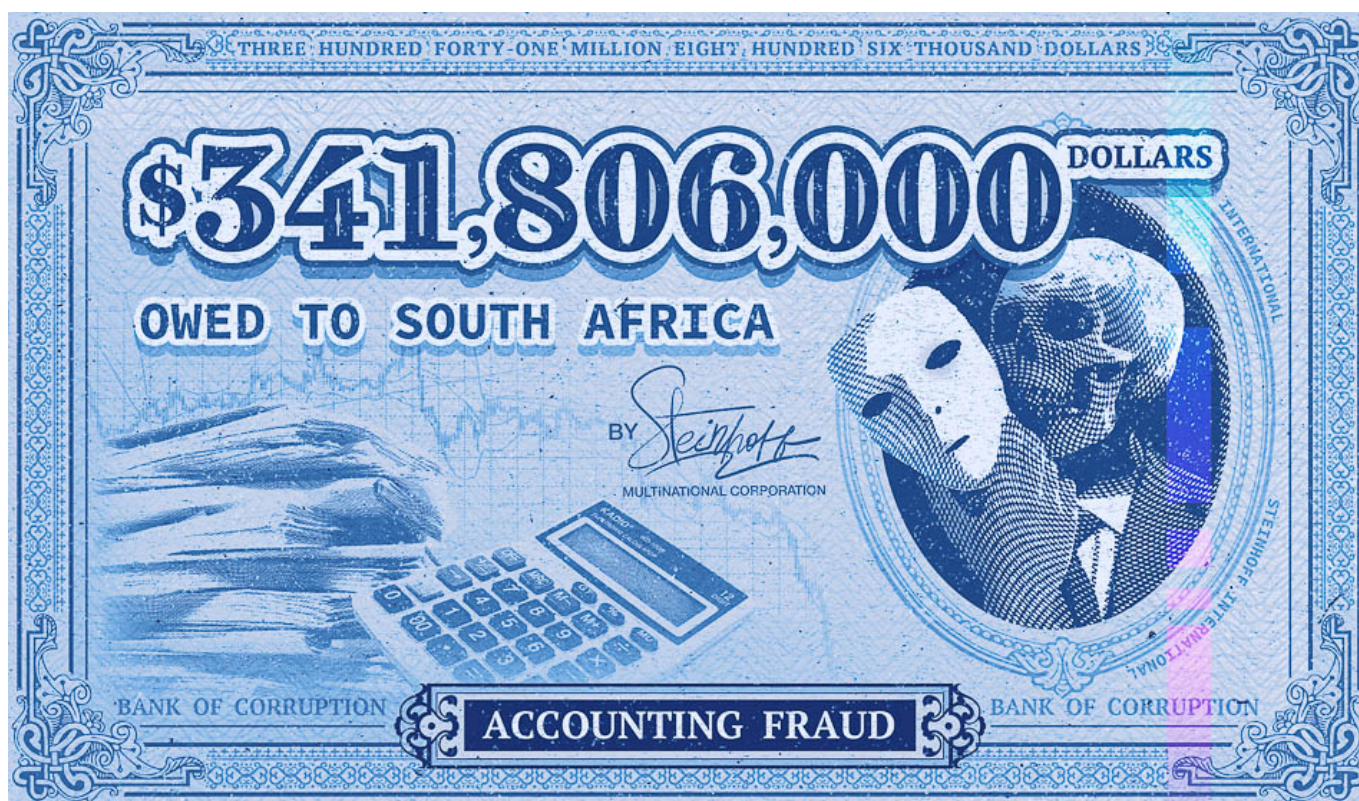 THREE HUNDRED FORTY-ONE MILLION EIGHT HUNDRED SIX THOUSAND DOLLARS
$341,806,000 DOLLARS
OWED TO SOUTH AFRICA
INTERNATIONAL
BY Steinhoff
MULTINATIONAL CORPORATION
STEINHOFF INTERNATIONAL
BANK OF CORRUPTION
ACCOUNTING FRAUD
BANK OF CORRUPTION